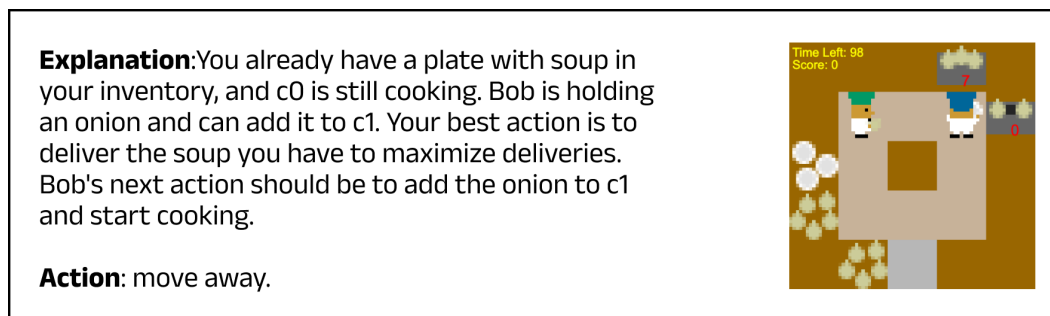 Explanation:You already have a plate with soup in
your inventory, and c0 is still cooking. Bob is holding
an onion and can add it to c1. Your best action is to
deliver the soup you have to maximize deliveries.
Bob's next action should be to add the onion to c1
and start cooking.
Action: move away.
Time Left: 98
Score: 0
7
0